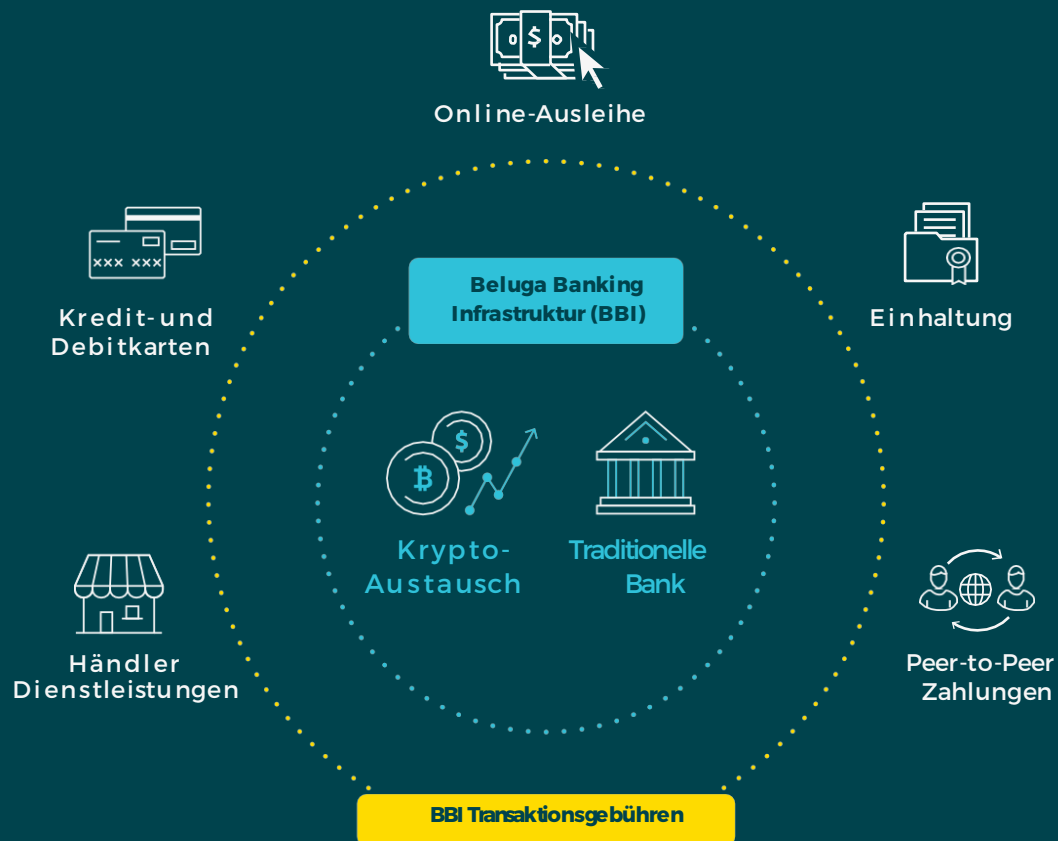 Online-Ausleihe
Kredit-und
Debitkarten
Beluga Banking
Infrastruktur (BBI)
Einhaltung
Krypto-
Austausch
Traditionelle
Bank
Händler
Dienstleistungen
Peer-to-Peer
Zahlungen
BBI Transaktionsgebühren